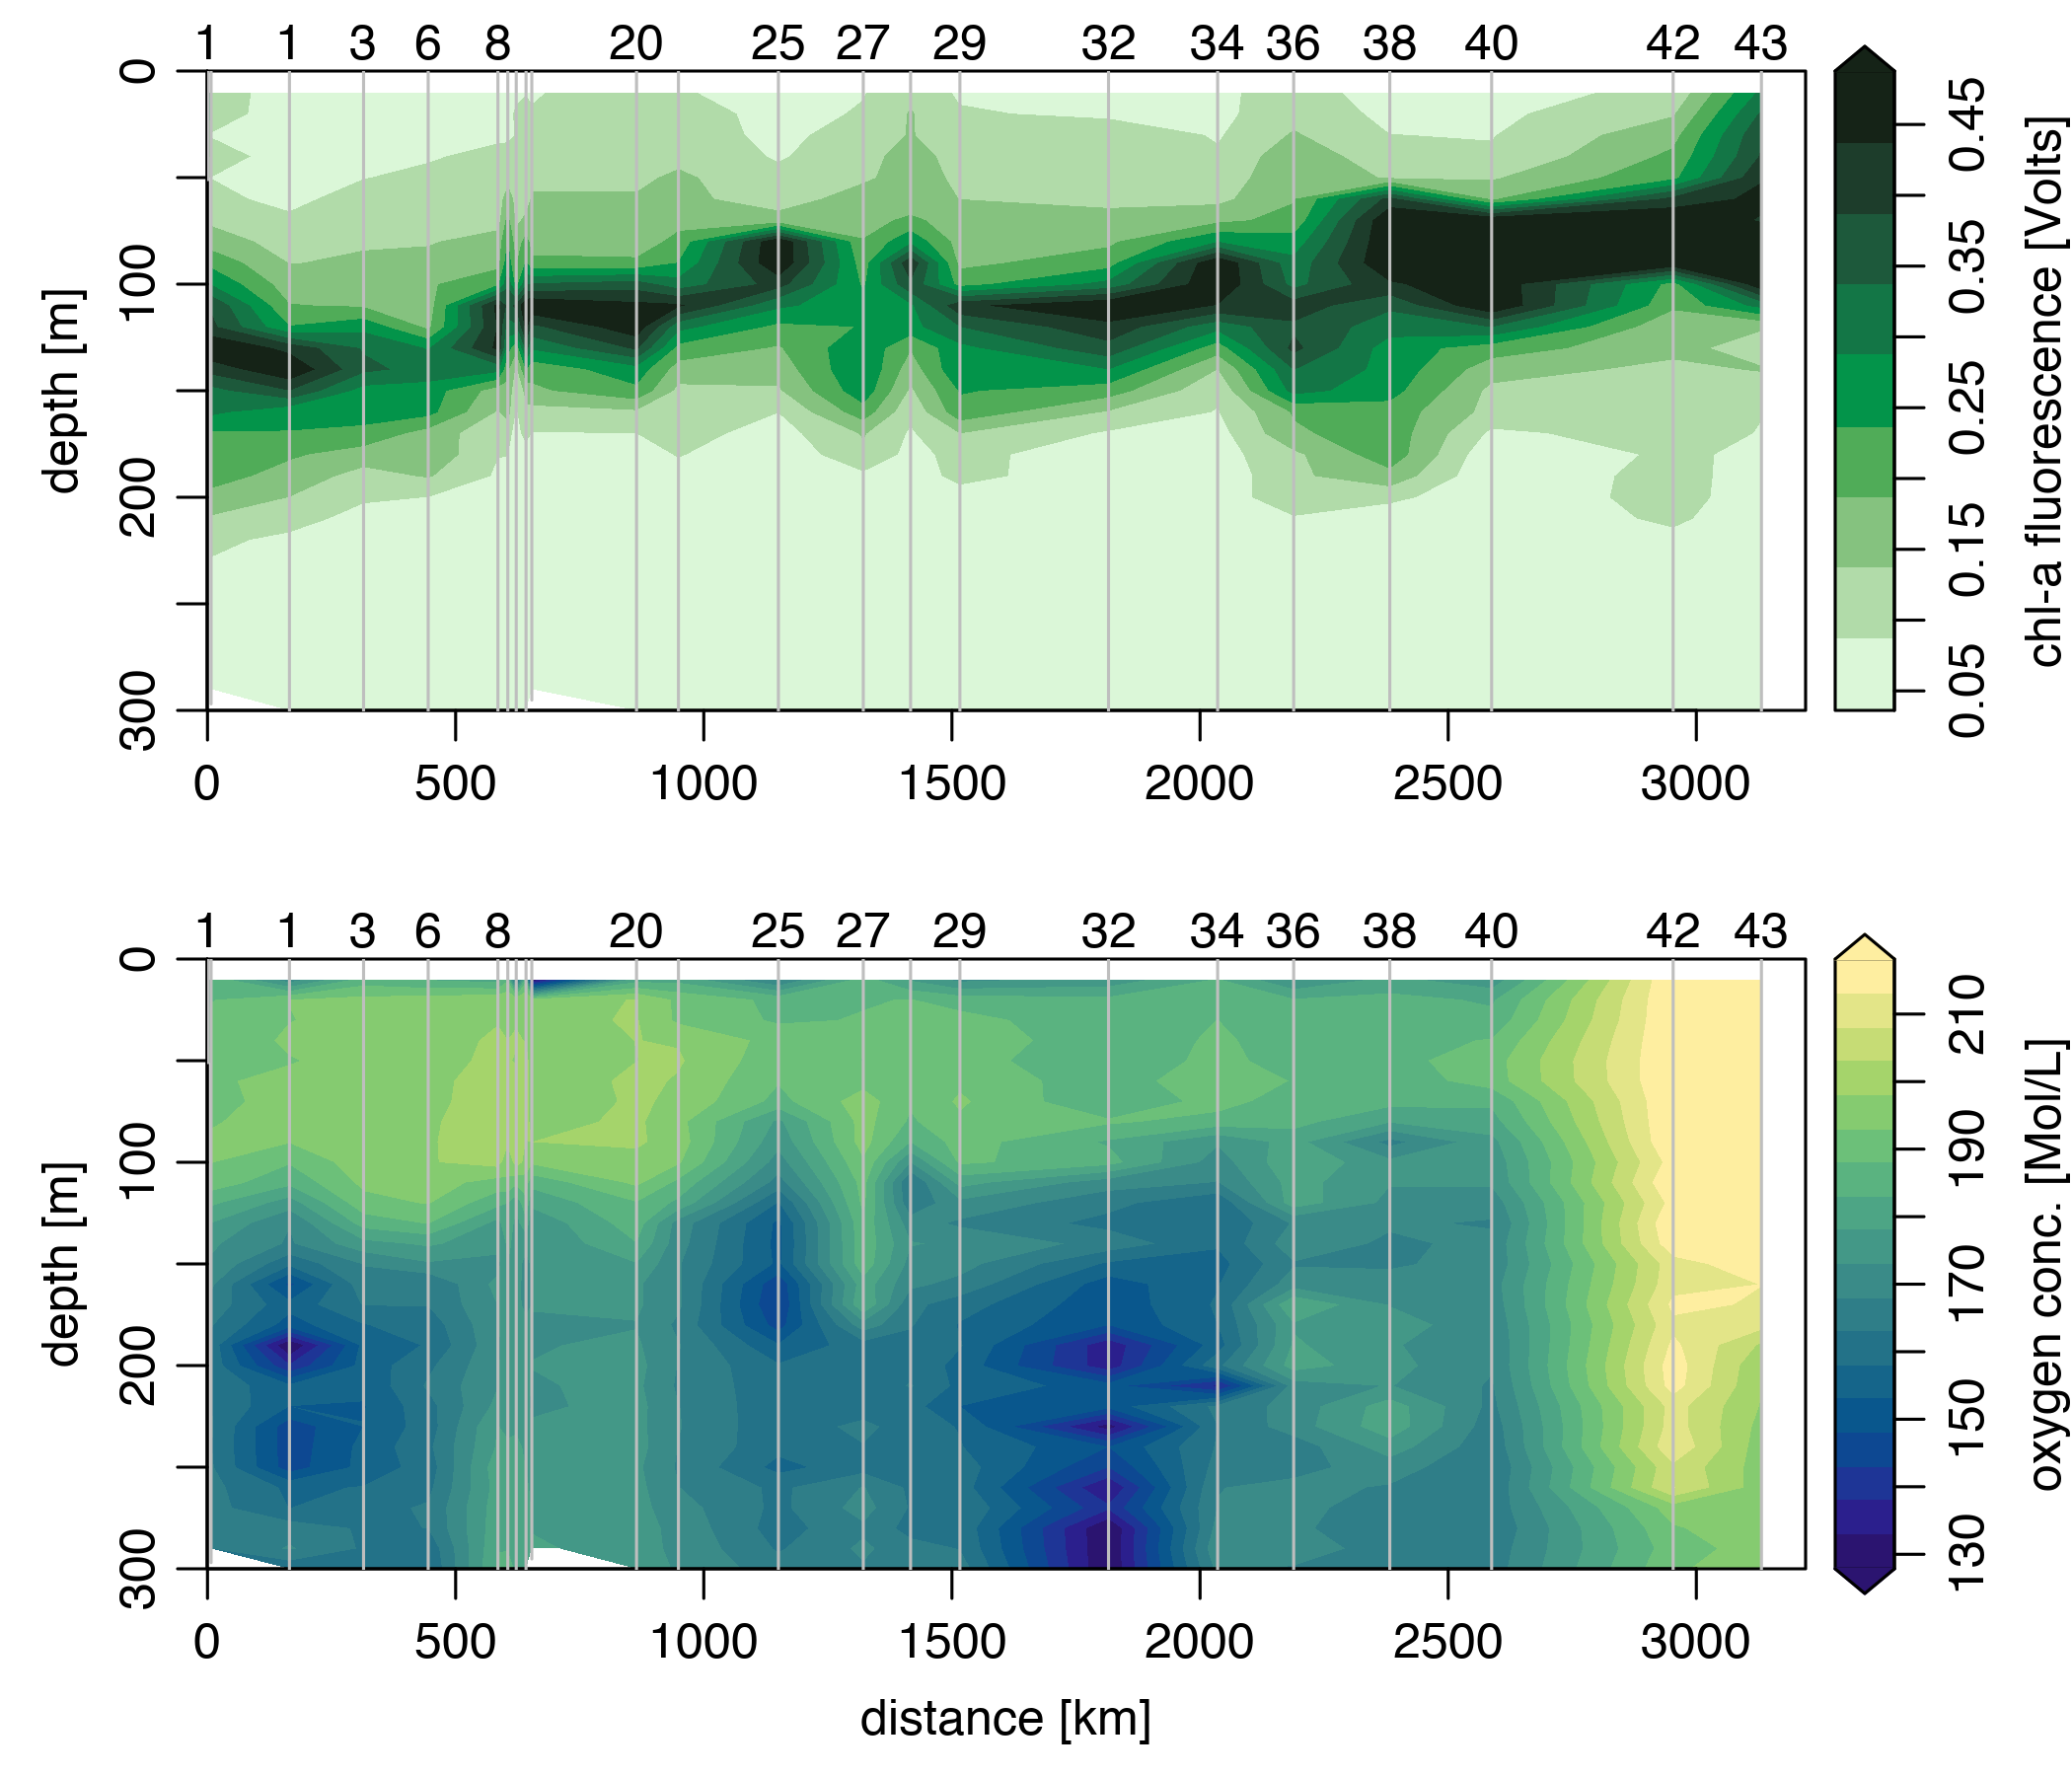 1 1 3 6 8 20 25 27 29 32 34 36 38 40 42 43
0 100 200 300
depth [m]
0 500 1000 1500 2000 2500 3000
0.05 0.15 0.25 0.35 0.45
chl-a fluorescence [Volts]
1 1 3 6 8 20 25 27 29 32 34 36 38 40 42 43
0 100 200 300
depth [m]
0 500 1000 1500 2000 2500 3000
distance [km]
130 150 170 190 210
oxygen conc. [Mol/L]